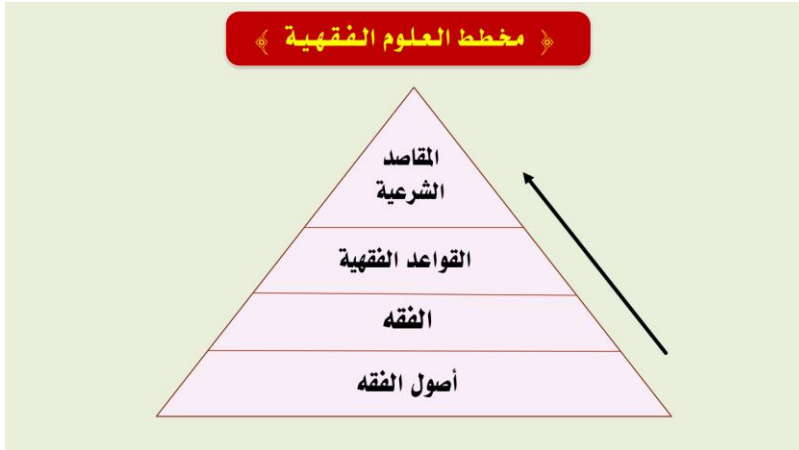 ﴿ مخطط العلوم الفقهية ﴾
المقاصد
الشرعية
القواعد الفقهية
الفقه
أصول الفقه